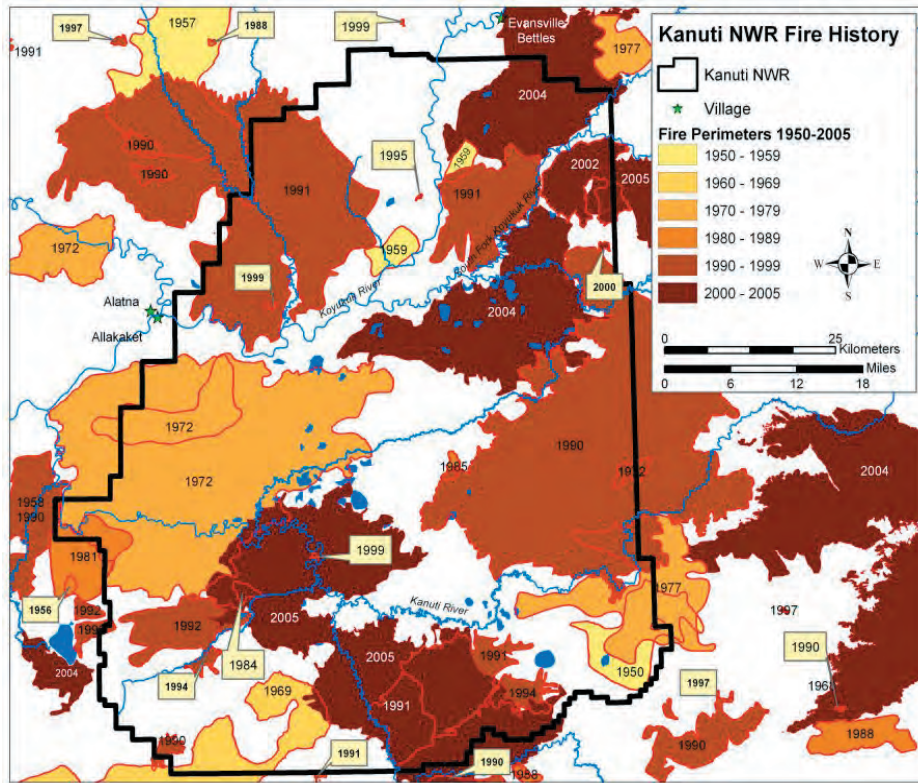 Kanuti NWR Fire History
Kanuti NWR
Village
Fire Perimeters 1950-2005
1950 - 1959
1960 - 1969
1970 - 1979
1980 - 1989
1990 - 1999
2000 - 2005
N
W E
S
0 25
Kilometers
Miles
0 6 12 18
1997
1957
1988
1999
Evansville
Bettles
1977
1991
2004
1990
1990
1995
1959
2002
1991
1991
2005
1972
1959
South Fork Koyukuk River
1999
2000
Koyukuk River
Alatna
Allakaket
2004
1972
1990
1985
1972
1972
2004
1958
1990
1981
1999
1977
1956
1992
1992
Kanuti River
1997
2005
2005
1984
1991
1990
2004
1994
1950
1997
1969
1991
1994
1990
1988
1990
1991
1990
1988